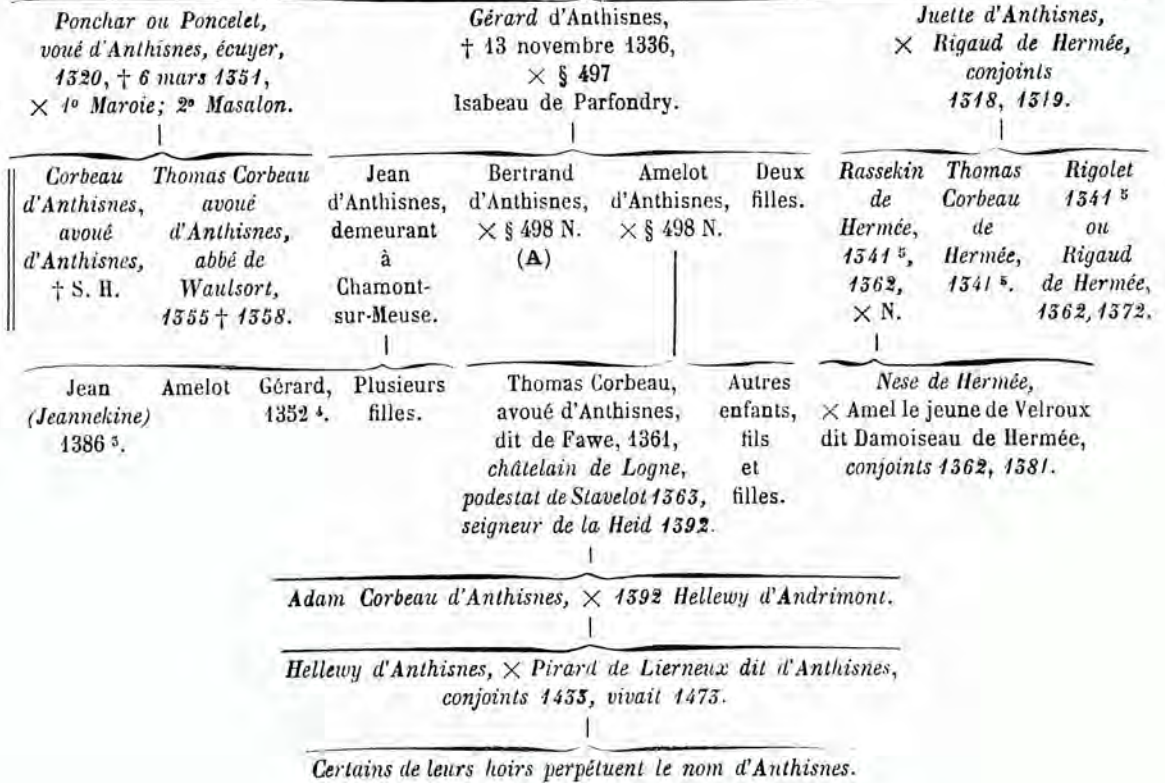 Ponchar ou Poncelet,
voué d'Anthisnes, écuyer,
1320, † 6 mars 1351,
× 1º Maroie; 2º Masalon.
Gérard d'Anthisnes,
† 13 novembre 1336,
× § 497
Isabeau de Parfondry.
Juette d'Anthisnes,
× Rigaud de Hermée,
conjoints
1318, 1319.
Corbeau
d'Anthisnes,
avoué
d'Anthisnes,
† S. H.
Thomas Corbeau
avoué
d'Anthisnes,
abbé de
Waulsort,
1355 † 1358.
Jean
d'Anthisnes,
demeurant
à
Chamont-
sur-Meuse.
Bertrand
d'Anthisnes,
× § 498 N.
(A)
Amelot
d'Anthisnes,
× § 498 N.
Deux
filles.
Rassekin
de
Hermée,
1341 ⁵,
1362,
× N.
Thomas
Corbeau
de
Hermée,
1341 ⁵.
Rigolet
1341 ⁵
ou
Rigaud
de Hermée,
1362, 1372.
Jean
(Jeannekine)
1386 ³.
Amelot
Gérard,
1352 ⁴.
Plusieurs
filles.
Thomas Corbeau,
avoué d'Anthisnes,
dit de Fawe, 1361,
châtelain de Logne,
podestat de Stavelot 1363,
seigneur de la Heid 1392.
Autres
enfants,
fils
et
filles.
Nese de Hermée,
× Amel le jeune de Velroux
dit Damoiseau de Hermée,
conjoints 1362, 1381.
Adam Corbeau d'Anthisnes, × 1392 Hellewy d'Andrimont.
Hellewy d'Anthisnes, × Pirard de Lierneux dit d'Anthisnes,
conjoints 1433, vivait 1473.
Certains de leurs hoirs perpétuent le nom d'Anthisnes.